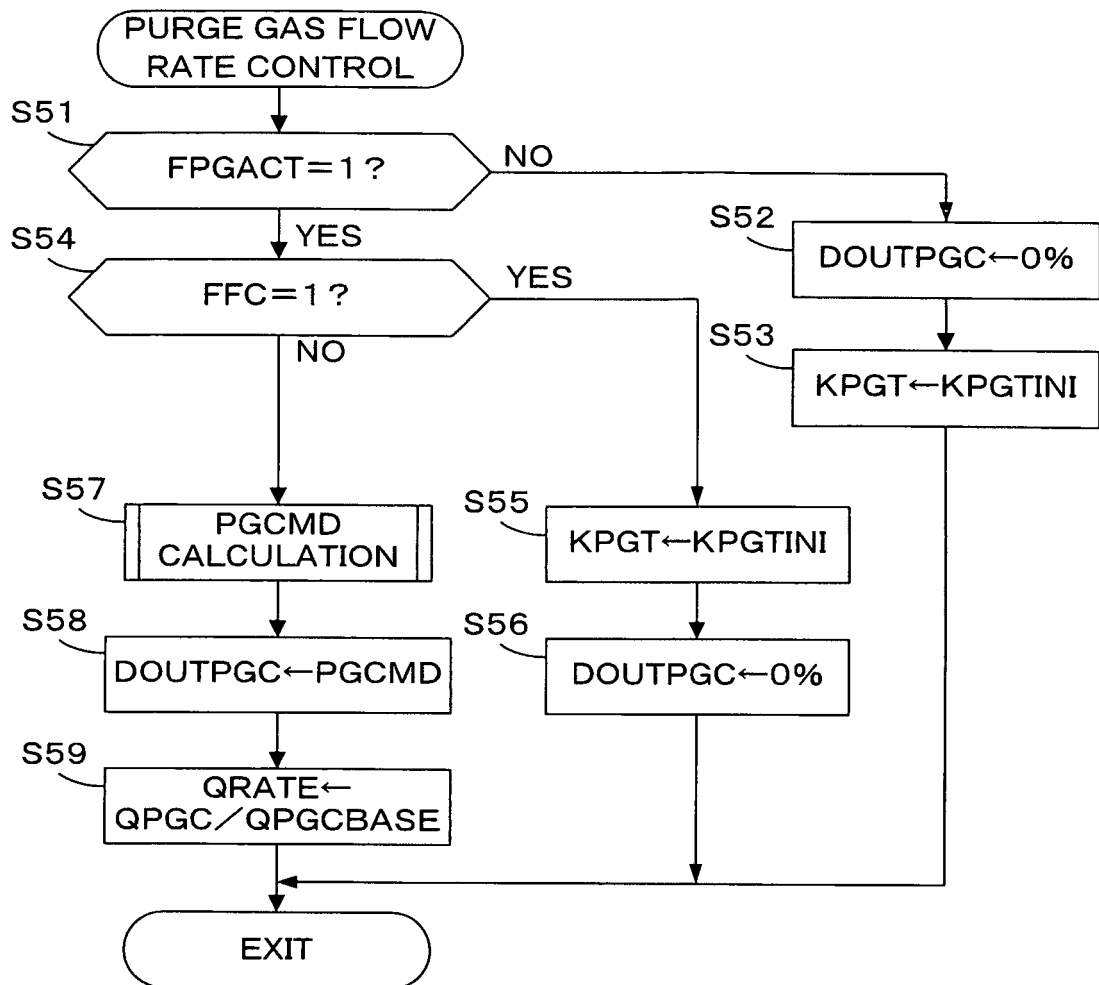 PURGE GAS FLOW
RATE CONTROL
S51
FPGACT=1?
NO
YES
S52
DOUTPGC←0%
S54
FFC=1?
YES
NO
S53
KPGT←KPGTINI
S57
PGCMD
CALCULATION
S55
KPGT←KPGTINI
S58
DOUTPGC←PGCMD
S56
DOUTPGC←0%
S59
QRATE←
QPGC/QPGCBASE
EXIT